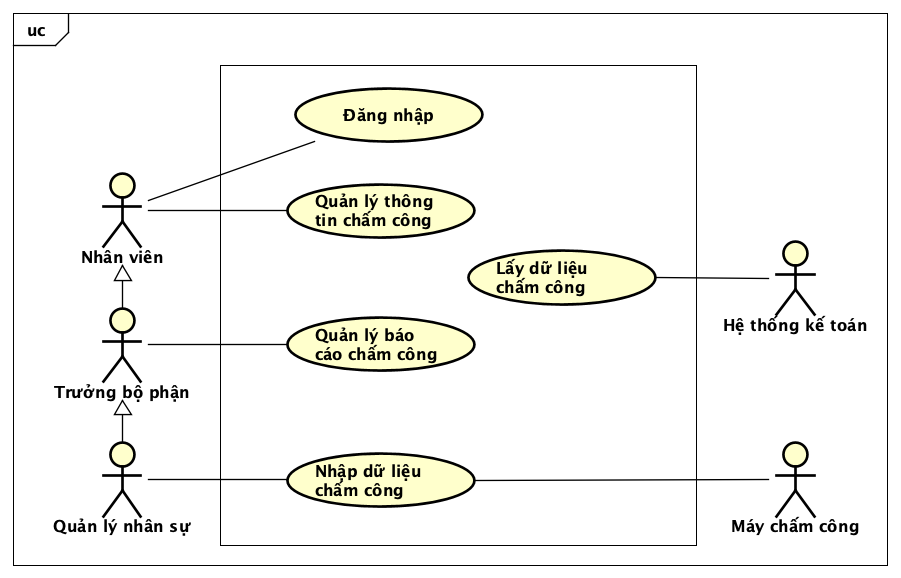 uc
Đăng nhập
Quản lý thông
tin chấm công
Nhân viên
Lấy dữ liệu
chấm công
Hệ thống kế toán
Quản lý báo
cáo chấm công
Trưởng bộ phận
Nhập dữ liệu
chấm công
Quản lý nhân sự
Máy chấm công